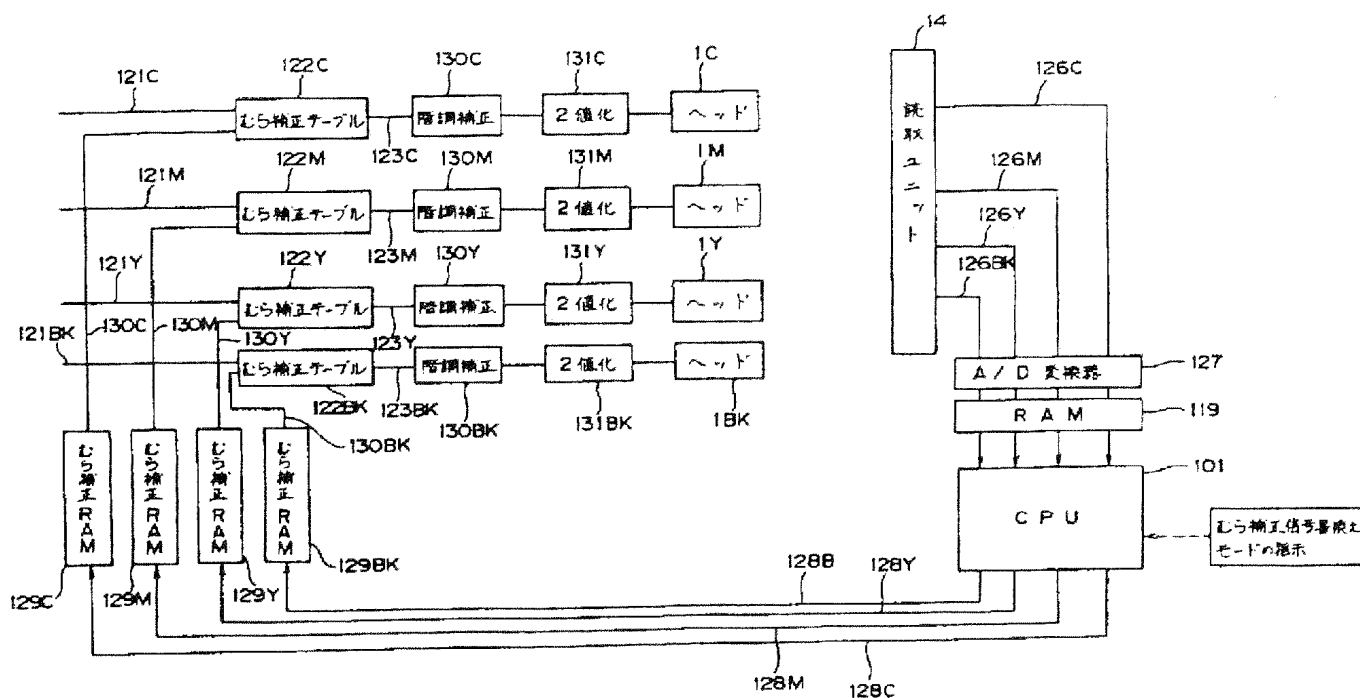 14
122C
130C
131C
1C
121C
126C
むら補正テーブル
階調補正
2値化
ヘッド
読取ユニット
123C
122M
130M
131M
1M
121M
126M
むら補正テーブル
階調補正
2値化
ヘッド
123M
126Y
122Y
130Y
131Y
1Y
121Y
126BK
むら補正テーブル
階調補正
2値化
ヘッド
121BK
130C
130M
130Y
123Y
むら補正テーブル
階調補正
2値化
ヘッド
A/D変換器
127
122BK
123BK
130BK
131BK
1BK
RAM
119
130BK
むら補正RAM
むら補正RAM
むら補正RAM
むら補正RAM
101
CPU
むら補正信号書換え
モードの指示
129C
129M
129Y
129BK
128B
128Y
128M
128C